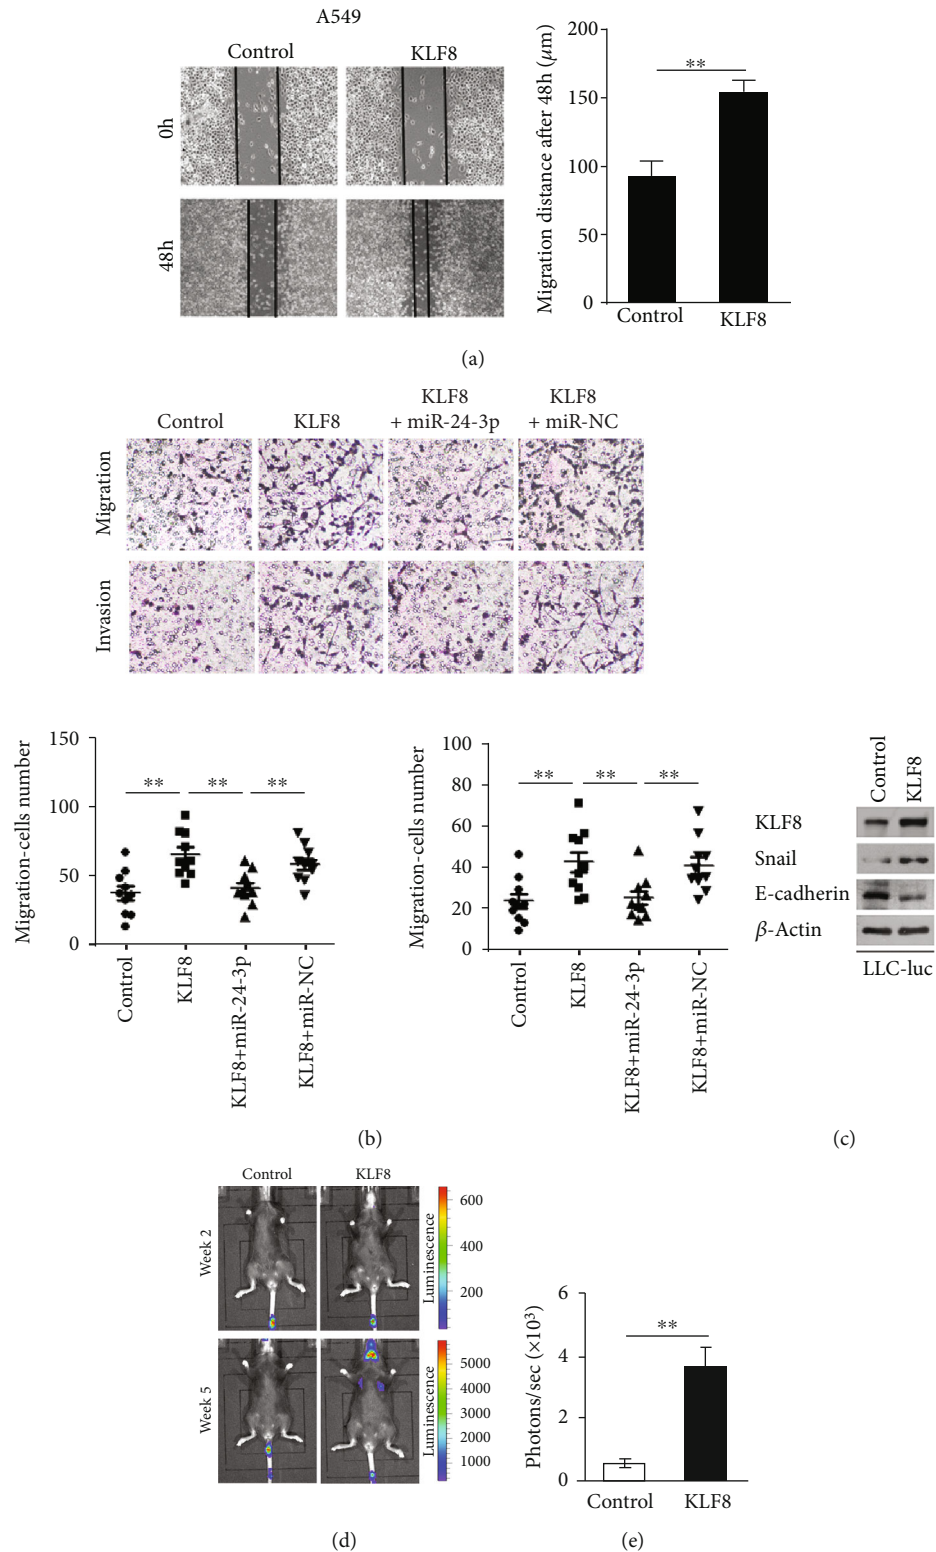 A549
Control
KLF8
0h
48h
Migration distance after 48h (μm)
200
150
100
50
0
**
Control
KLF8
(a)
Control
KLF8
KLF8
+ miR-24-3p
KLF8
+ miR-NC
Migration
Invasion
Migration-cells number
150
100
50
0
**
**
**
Control
KLF8
KLF8+miR-24-3p
KLF8+miR-NC
Migration-cells number
100
80
60
40
20
0
**
**
**
Control
KLF8
KLF8+miR-24-3p
KLF8+miR-NC
(b)
Control
KLF8
KLF8
Snail
E-cadherin
β-Actin
LLC-luc
(c)
Control
KLF8
Week 2
Week 5
Luminescence
600
400
200
Luminescence
5000
4000
3000
2000
1000
(d)
Photons/sec (×10³)
6
4
2
0
**
Control
KLF8
(e)